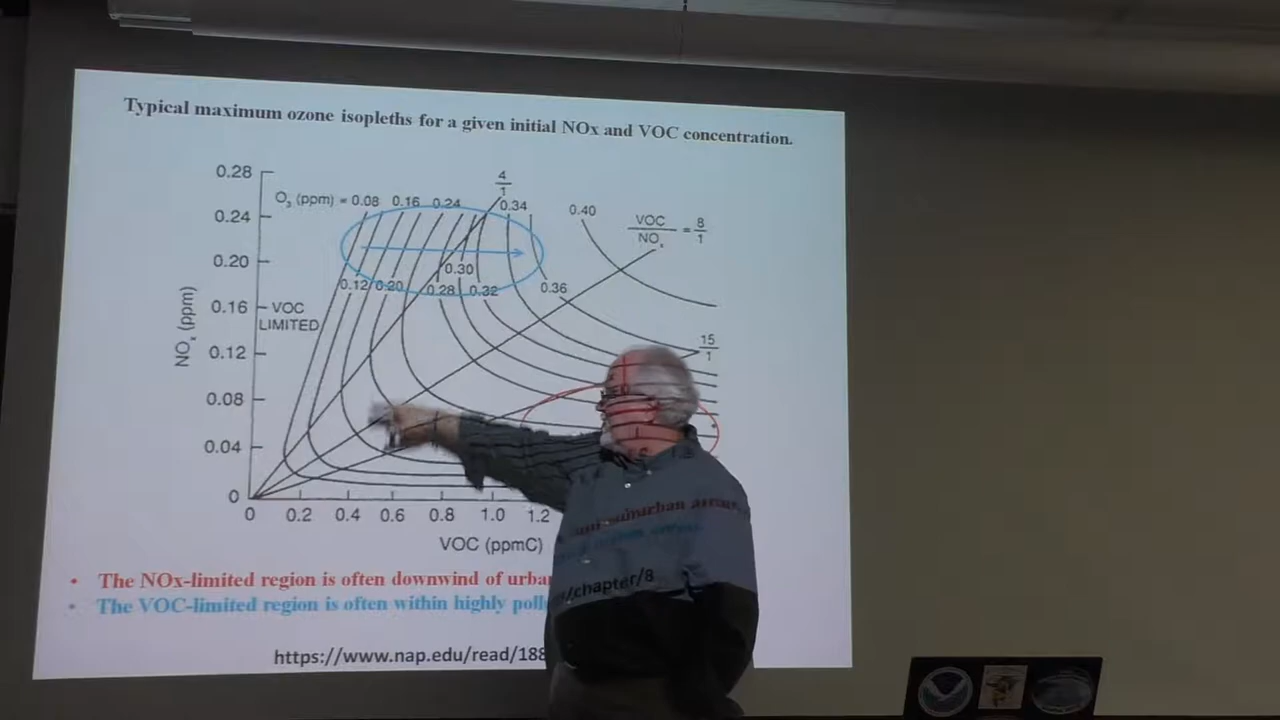 Typical maximum ozone isopleths for a given initial NOx and VOC concentration.
0.28
4
1
O₃ (ppm) = 0.08 0.16 0.24 0.34 0.40
0.24
VOC
NOₓ
= 8
1
0.20
0.30
0.12 0.20 0.28 0.32 0.36
0.16
VOC
LIMITED
NOₓ (ppm)
0.12
15
1
0.08
0.04
0
0 0.2 0.4 0.6 0.8 1.0 1.2
VOC (ppmC)
• The NOx-limited region is often downwind of urban and suburban areas
• The VOC-limited region is often within highly
/chapter/8
https://www.nap.edu/read/188